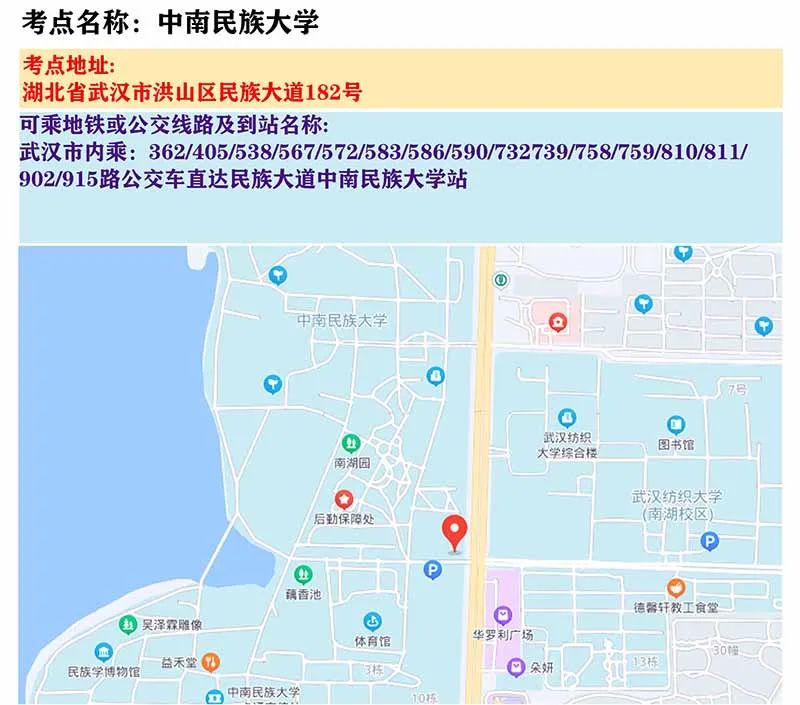 考点名称：中南民族大学
考点地址:
湖北省武汉市洪山区民族大道182号
可乘地铁或公交线路及到站名称:
武汉市内乘：362/405/538/567/572/583/586/590/732739/758/759/810/811/
902/915路公交车直达民族大道中南民族大学站
中南民族大学
7号
武汉纺织
大学综合楼
图书馆
南湖园
武汉纺织大学
(南湖校区)
后勤保障处
P
P
藕香池
德馨轩教工食堂
吴泽霖雕像
体育馆
华罗利广场
30幢
民族学博物馆
益禾堂
3栋
13栋
朵妍
中南民族大学
10栋